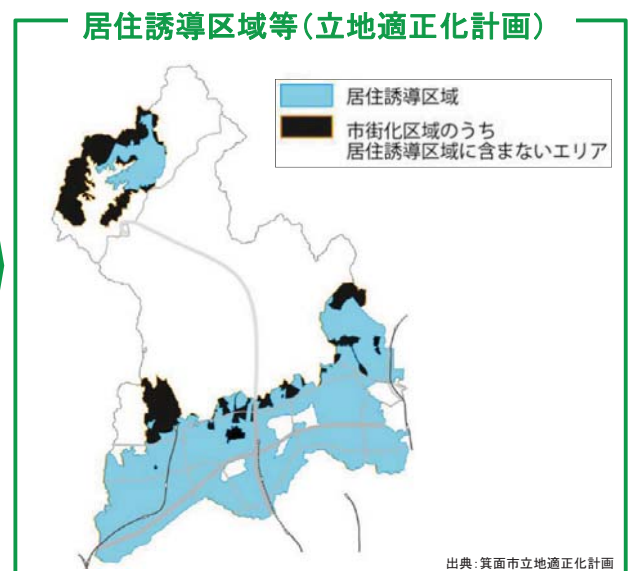 居住誘導区域等（立地適正化計画）
居住誘導区域
市街化区域のうち
居住誘導区域に含まないエリア
出典：箕面市立地適正化計画